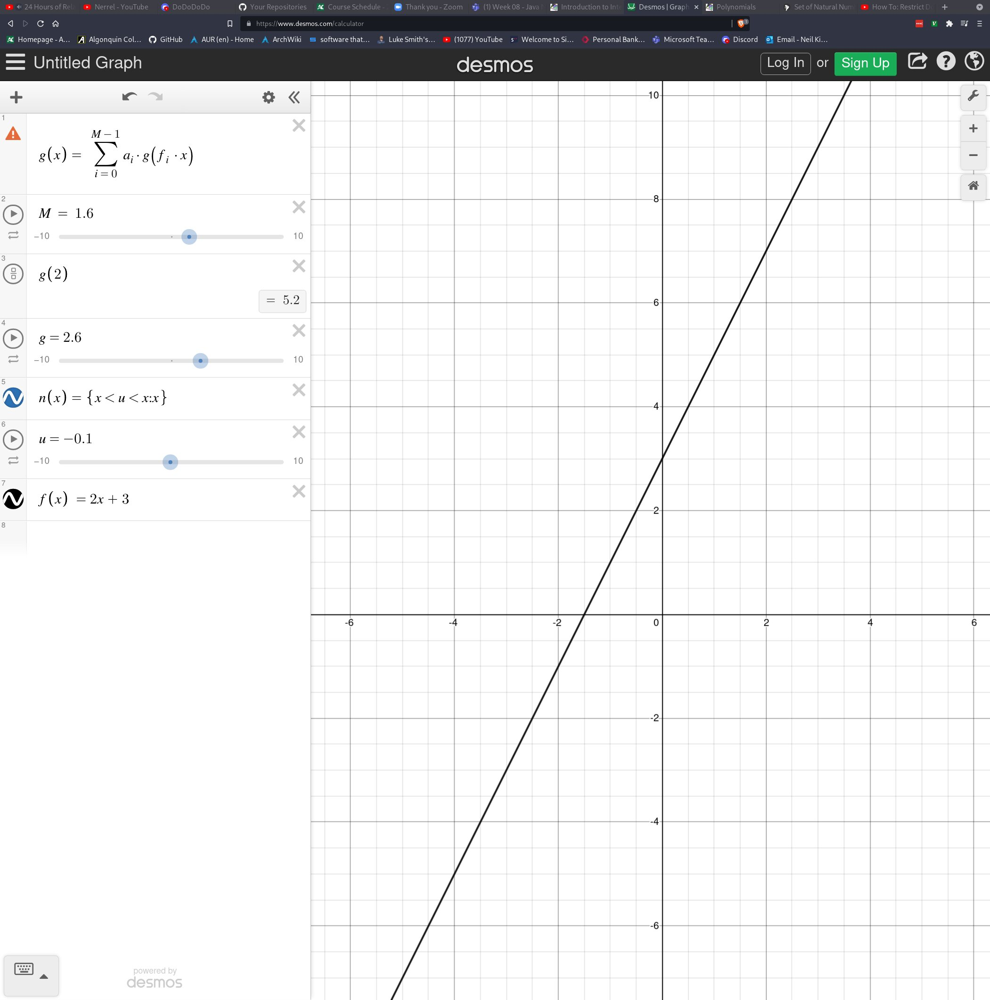 24 Hours of Rel
Nerrel - YouTube
DoDoDoDo
Your Repositories
Course Schedule -
Thank you - Zoom
(1) Week 08 - Java
Introduction to Int
Desmos | Graph
Polynomials
Set of Natural Num
How To: Restrict D
https://www.desmos.com/calculator
Homepage - A...
Algonquin Col...
GitHub
AUR (en) - Home
ArchWiki
software that...
Luke Smith's...
(1077) YouTube
Welcome to Si...
Personal Bank...
Microsoft Tea...
Discord
Email - Neil Ki...
Untitled Graph
desmos
Log In or Sign Up
1
g(x) = ∑_{i=0}^{M−1} a_i · g(f_i · x)
2
M = 1.6
−10 10
3
g(2)
= 5.2
4
g = 2.6
−10 10
5
n(x) = {x < u < x:x}
6
u = −0.1
−10 10
7
f(x) = 2x + 3
8
powered by
desmos
10
8
6
4
2
-6 -4 -2 0 2 4 6
-2
-4
-6